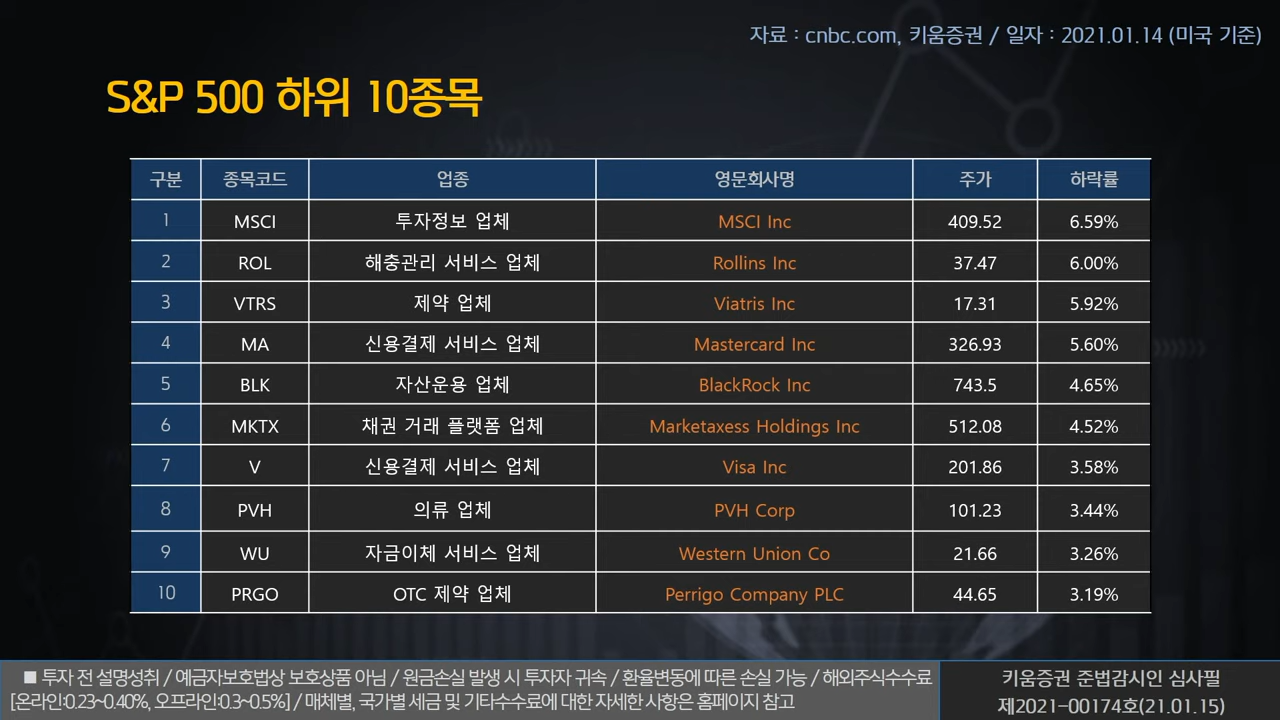 자료 : cnbc.com, 키움증권 / 일자 : 2021.01.14 (미국 기준)
S&P 500 하위 10종목
구분 종목코드 업종 영문회사명 주가 하락률
1 MSCI 투자정보 업체 MSCI Inc 409.52 6.59%
2 ROL 해충관리 서비스 업체 Rollins Inc 37.47 6.00%
3 VTRS 제약 업체 Viatris Inc 17.31 5.92%
4 MA 신용결제 서비스 업체 Mastercard Inc 326.93 5.60%
5 BLK 자산운용 업체 BlackRock Inc 743.5 4.65%
6 MKTX 채권 거래 플랫폼 업체 Marketaxess Holdings Inc 512.08 4.52%
7 V 신용결제 서비스 업체 Visa Inc 201.86 3.58%
8 PVH 의류 업체 PVH Corp 101.23 3.44%
9 WU 자금이체 서비스 업체 Western Union Co 21.66 3.26%
10 PRGO OTC 제약 업체 Perrigo Company PLC 44.65 3.19%
■ 투자 전 설명청취 / 예금자보호법상 보호상품 아님 / 원금손실 발생 시 투자자 귀속 / 환율변동에 따른 손실 가능 / 해외주식수수료
[온라인:0.23~0.40%, 오프라인:0.3~0.5%] / 매체별, 국가별 세금 및 기타수수료에 대한 자세한 사항은 홈페이지 참고
키움증권 준법감시인 심사필
제2021-00174호(21.01.15)